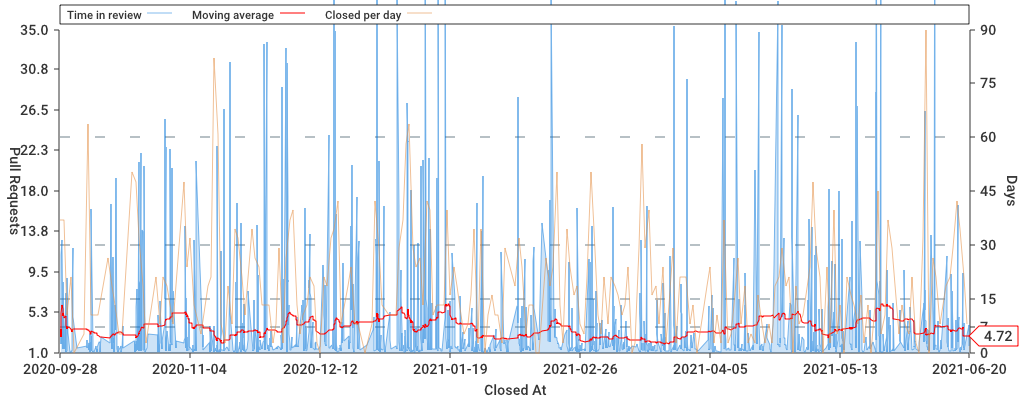 Time in review Moving average Closed per day
35.0 90
30.8 75
26.5 60
22.3 45
18.0 30
13.8 15
9.5 7
5.3 0
1.0
Pull Requests
Days
4.72
2020-09-28 2020-11-04 2020-12-12 2021-01-19 2021-02-26 2021-04-05 2021-05-13 2021-06-20
Closed At